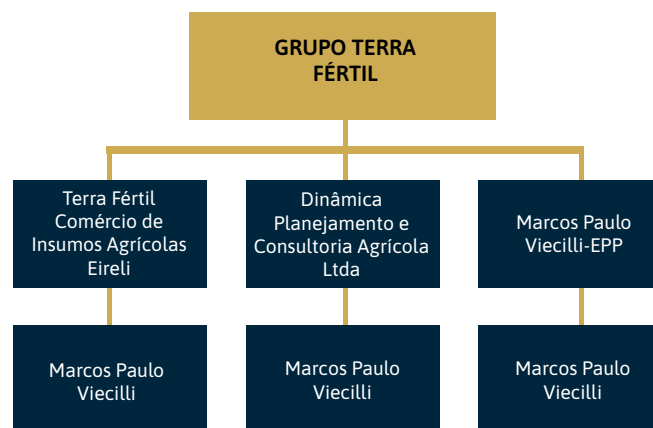 GRUPO TERRA
FÉRTIL
Terra Fértil
Comércio de
Insumos Agrícolas
Eireli
Dinâmica
Planejamento e
Consultoria Agrícola
Ltda
Marcos Paulo
Viecilli-EPP
Marcos Paulo
Viecilli
Marcos Paulo
Viecilli
Marcos Paulo
Viecilli